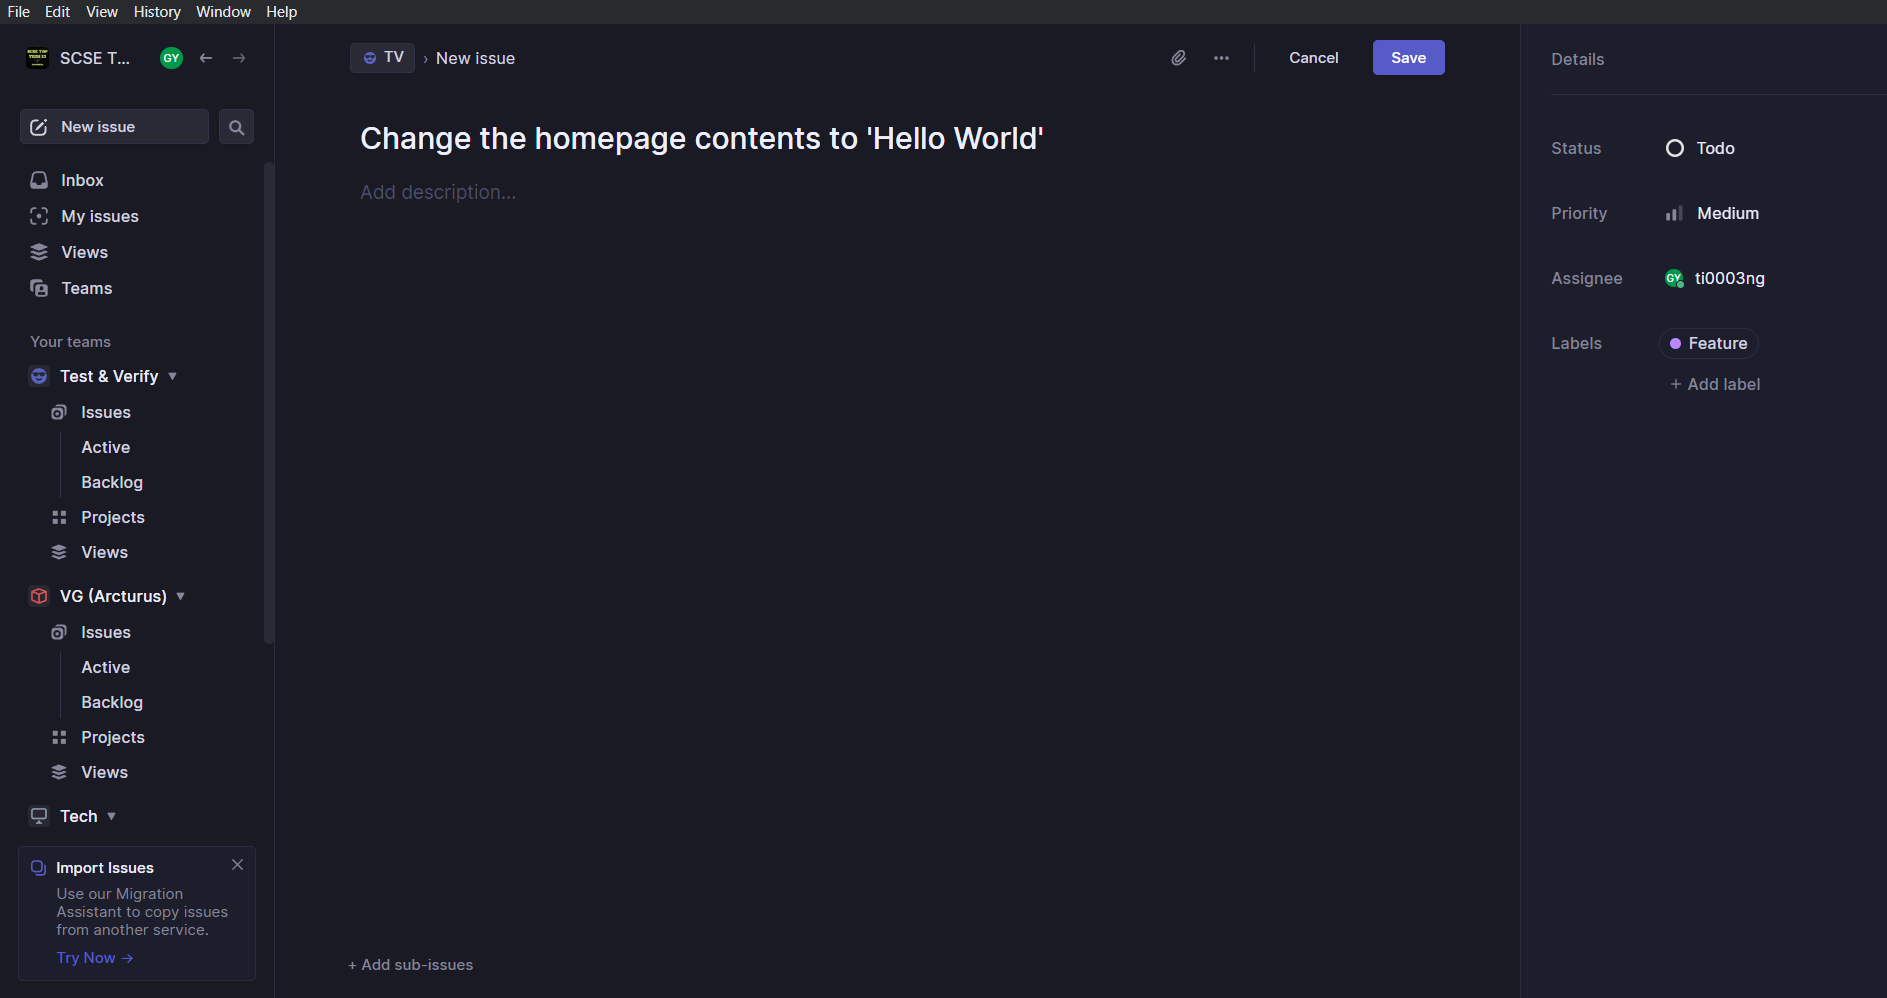 File Edit View History Window Help
SCSE T... GY
New issue
Inbox
My issues
Views
Teams
Your teams
Test & Verify
Issues
Active
Backlog
Projects
Views
VG (Arcturus)
Issues
Active
Backlog
Projects
Views
Tech
Import Issues
Use our Migration
Assistant to copy issues
from another service.
Try Now →
TV › New issue
Cancel
Save
Change the homepage contents to 'Hello World'
Add description...
+ Add sub-issues
Details
Status Todo
Priority Medium
Assignee GY ti0003ng
Labels Feature
+ Add label